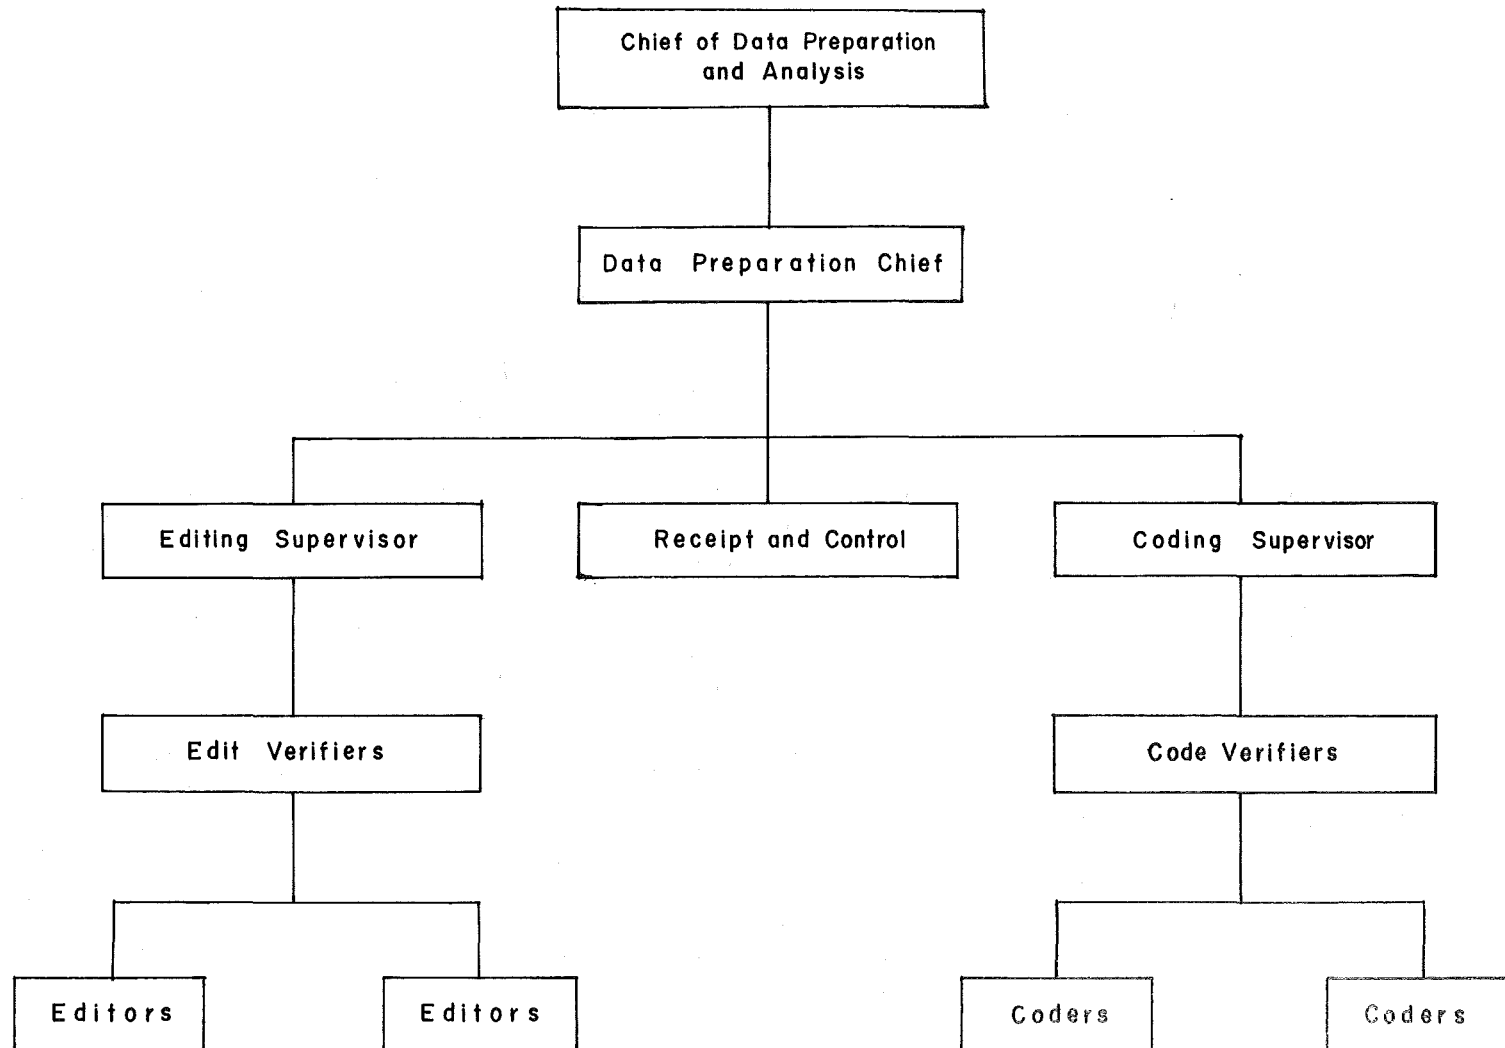 Chief of Data Preparation
and Analysis
Data Preparation Chief
Editing Supervisor
Receipt and Control
Coding Supervisor
Edit Verifiers
Code Verifiers
Editors
Editors
Coders
Coders